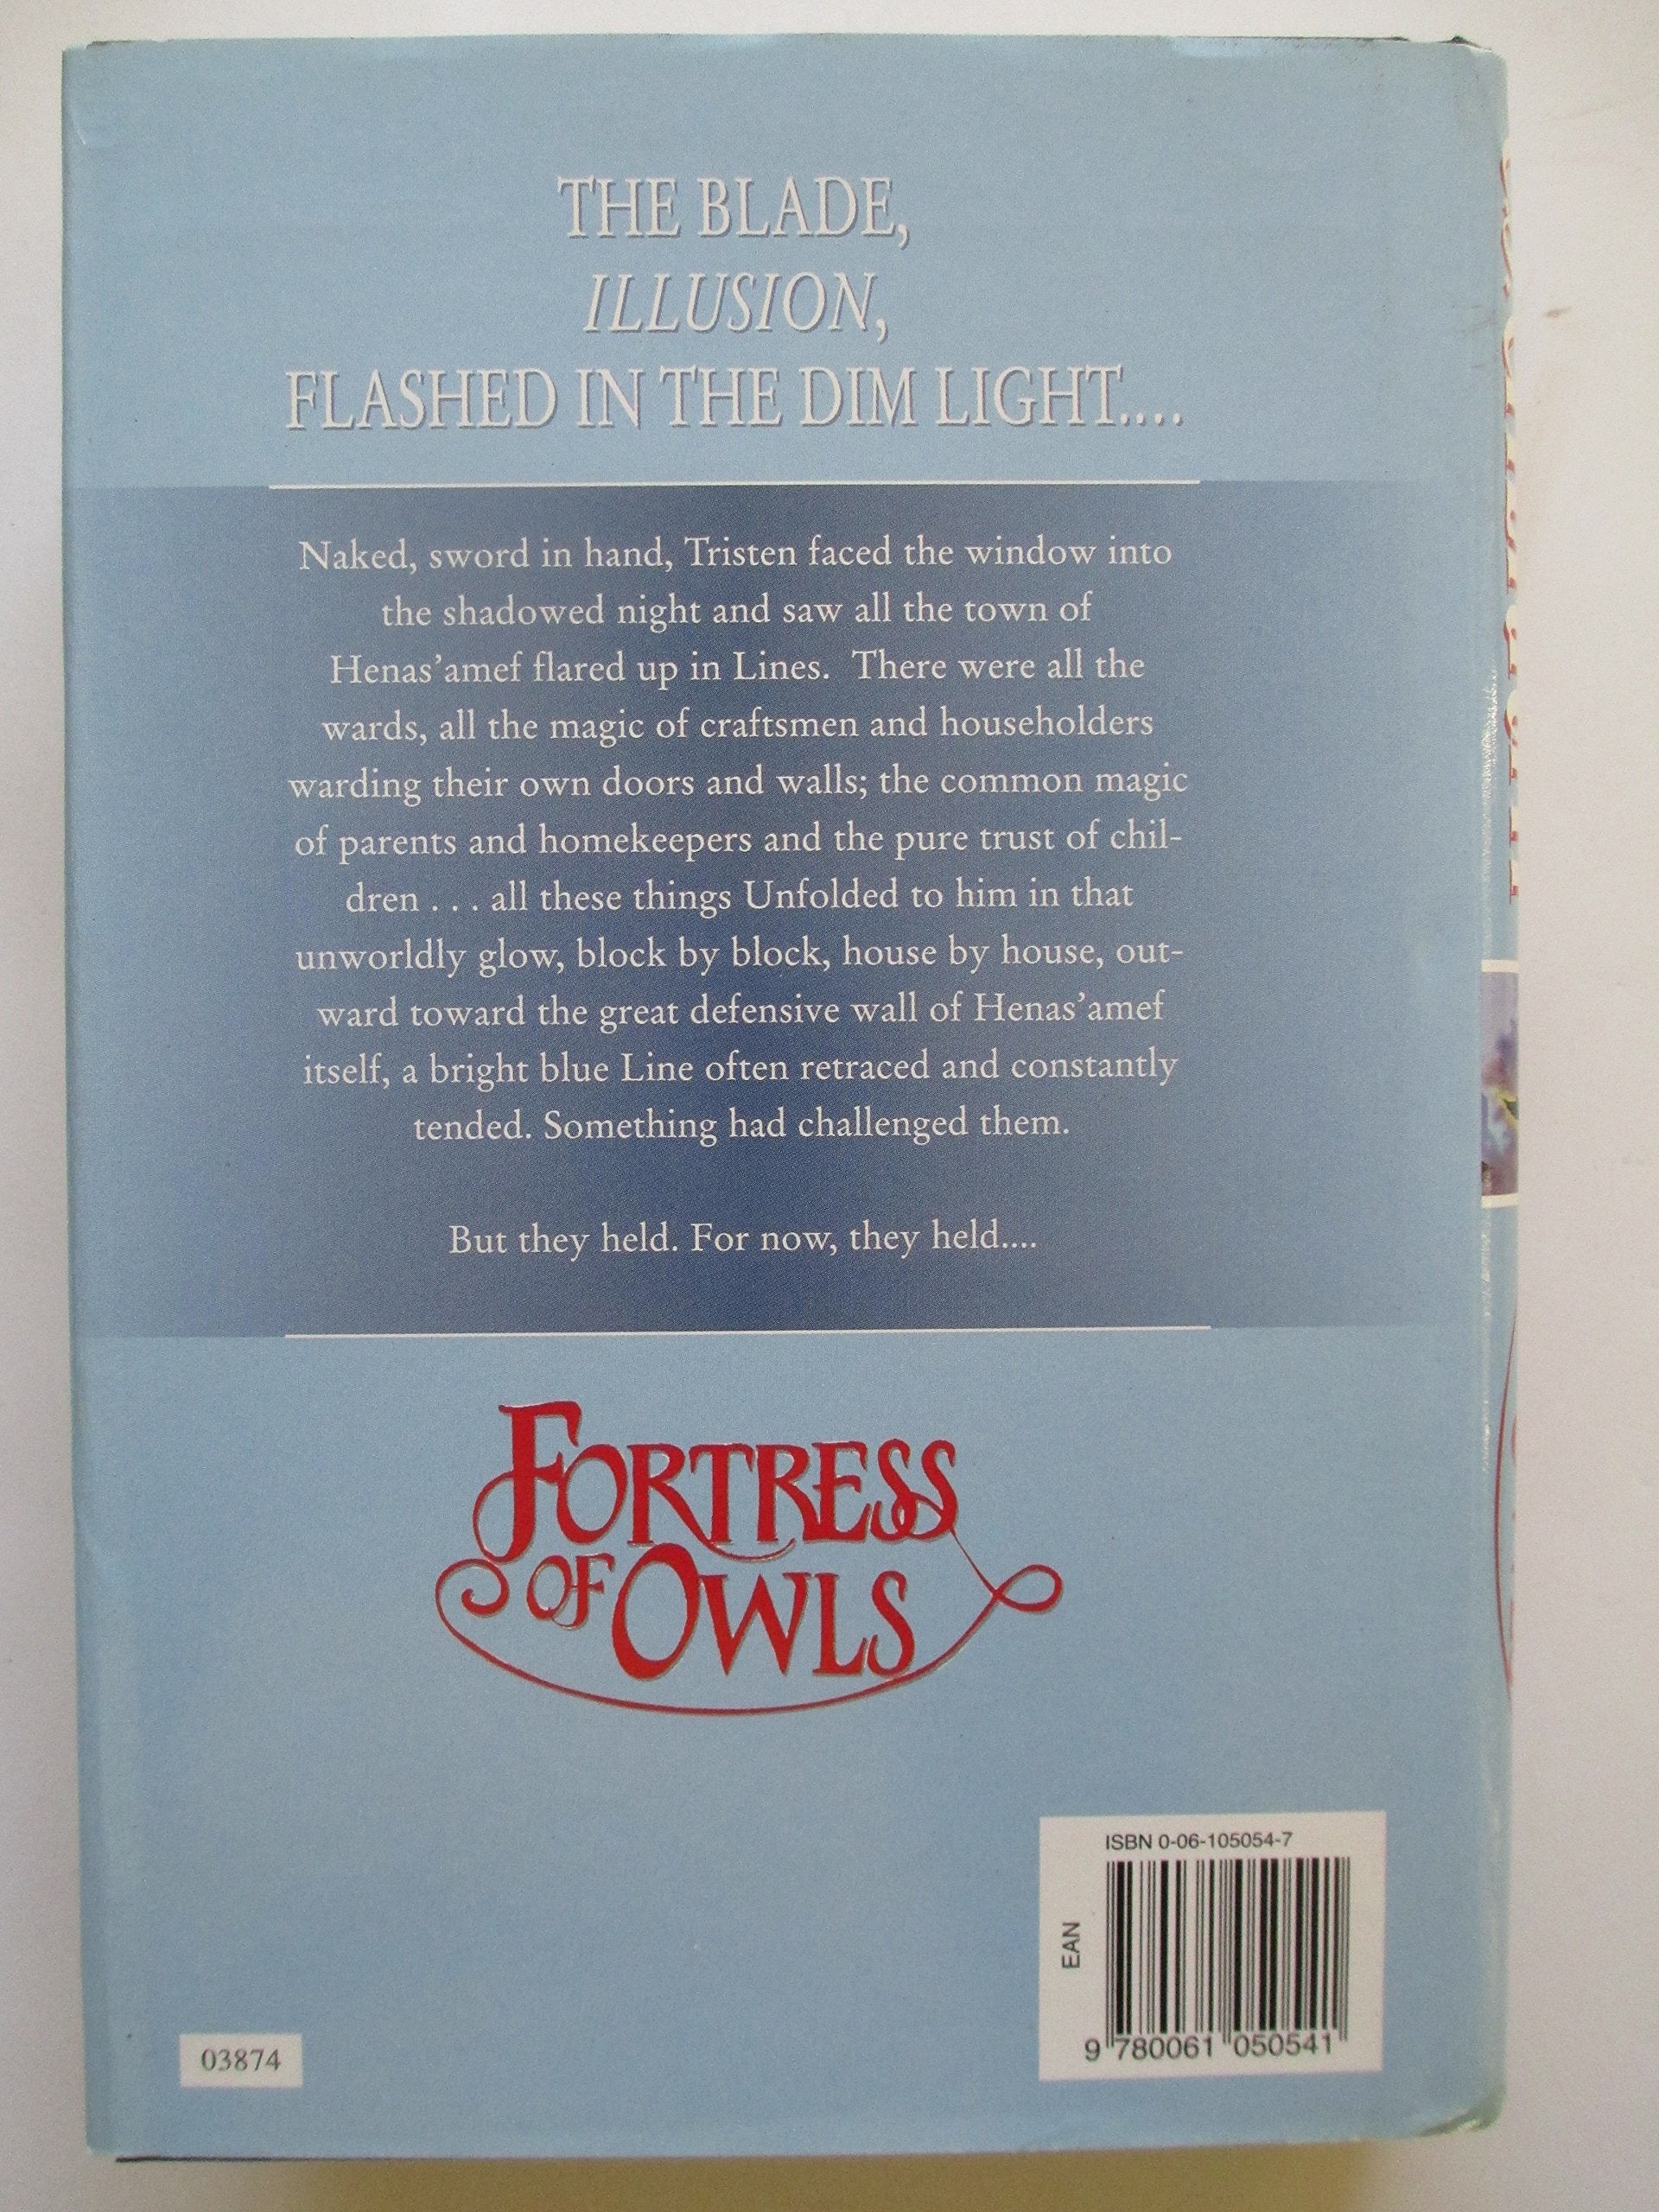 THE BLADE,
ILLUSION,
FLASHED IN THE DIM LIGHT....
Naked, sword in hand, Tristen faced the window into
the shadowed night and saw all the town of
Henas'amef flared up in Lines. There were all the
wards, all the magic of craftsmen and householders
warding their own doors and walls; the common magic
of parents and homekeepers and the pure trust of chil-
dren . . . all these things Unfolded to him in that
unworldly glow, block by block, house by house, out-
ward toward the great defensive wall of Henas'amef
itself, a bright blue Line often retraced and constantly
tended. Something had challenged them.
But they held. For now, they held....
FORTRESS
OF OWLS
ISBN 0-06-105054-7
EAN
9 780061 050541
03874